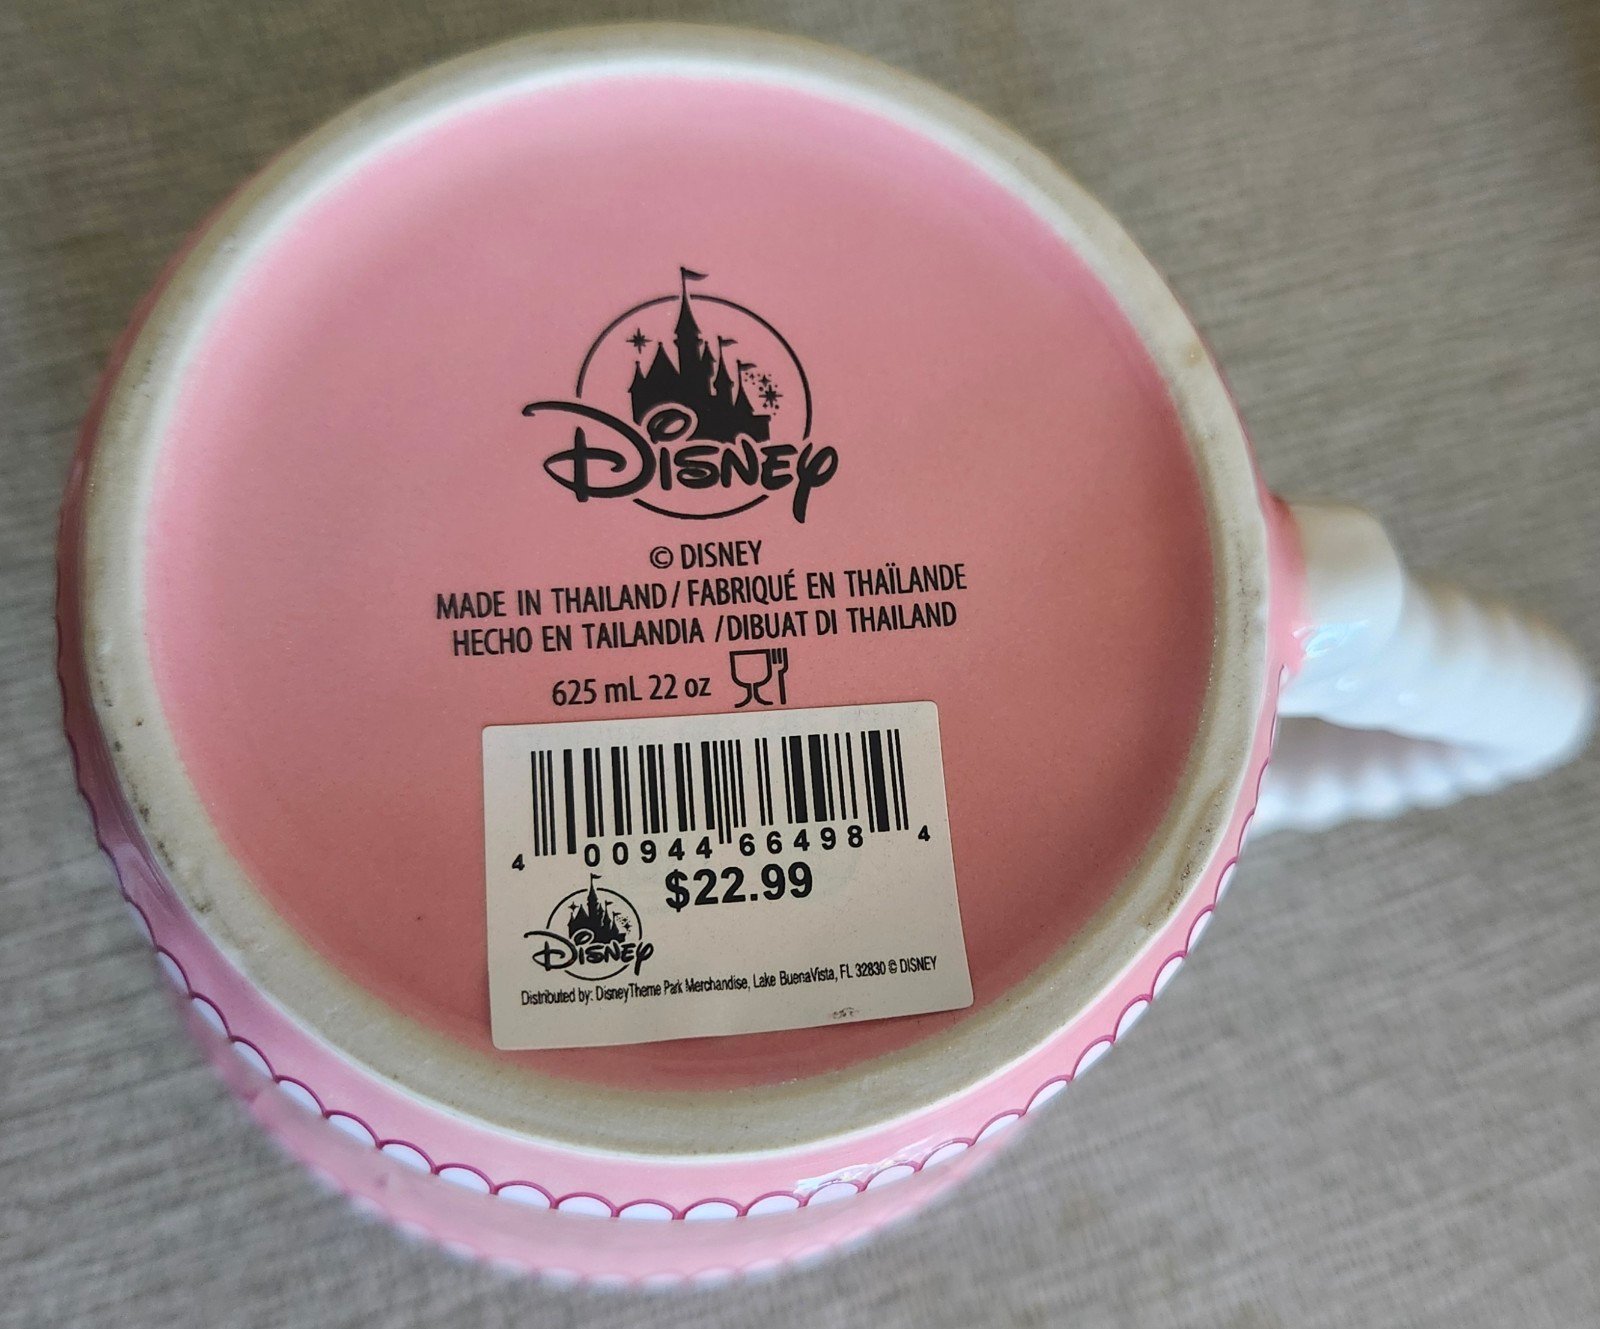 Disney
© DISNEY
MADE IN THAILAND / FABRIQUÉ EN THAÏLANDE
HECHO EN TAILANDIA / DIBUAT DI THAILAND
625 mL 22 oz
4 00944 66498 4
$22.99
Disney
Distributed by: Disney Theme Park Merchandise, Lake Buena Vista, FL 32830 © DISNEY